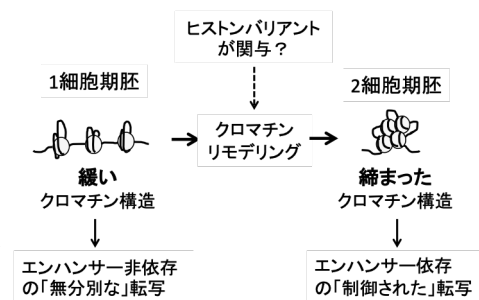 ヒストンバリアント
が関与？
1細胞期胚
2細胞期胚
クロマチン
リモデリング
緩い
クロマチン構造
締まった
クロマチン構造
エンハンサー非依存
の「無分別な」転写
エンハンサー依存
の「制御された」転写